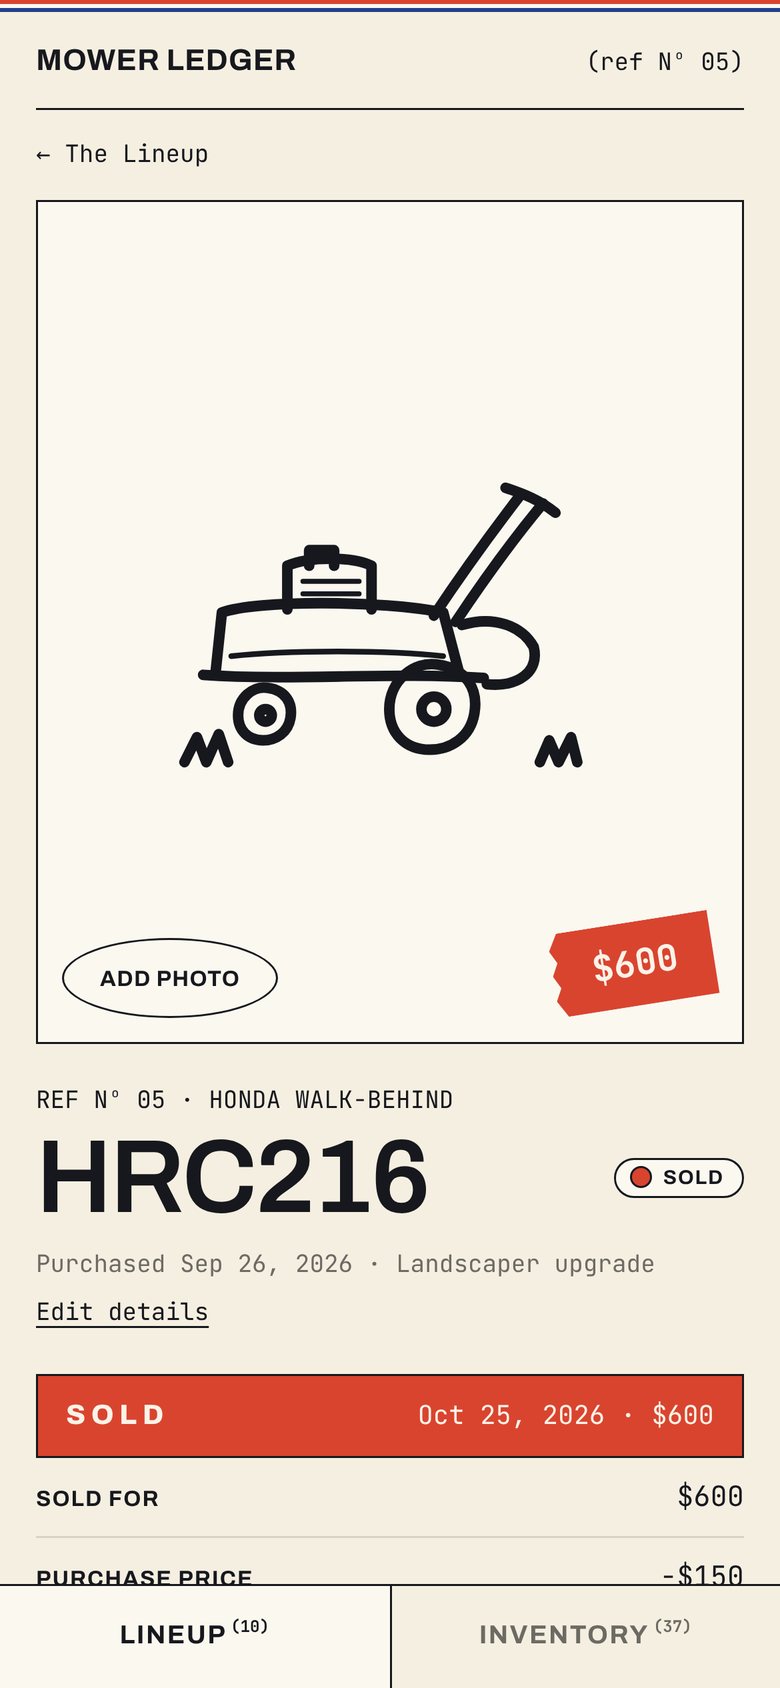 MOWER LEDGER (ref Nº 05)
← The Lineup
ADD PHOTO
$600
REF Nº 05 · HONDA WALK-BEHIND
HRC216
SOLD
Purchased Sep 26, 2026 · Landscaper upgrade
Edit details
SOLD Oct 25, 2026 · $600
SOLD FOR $600
PURCHASE PRICE -$150
LINEUP (10) INVENTORY (37)